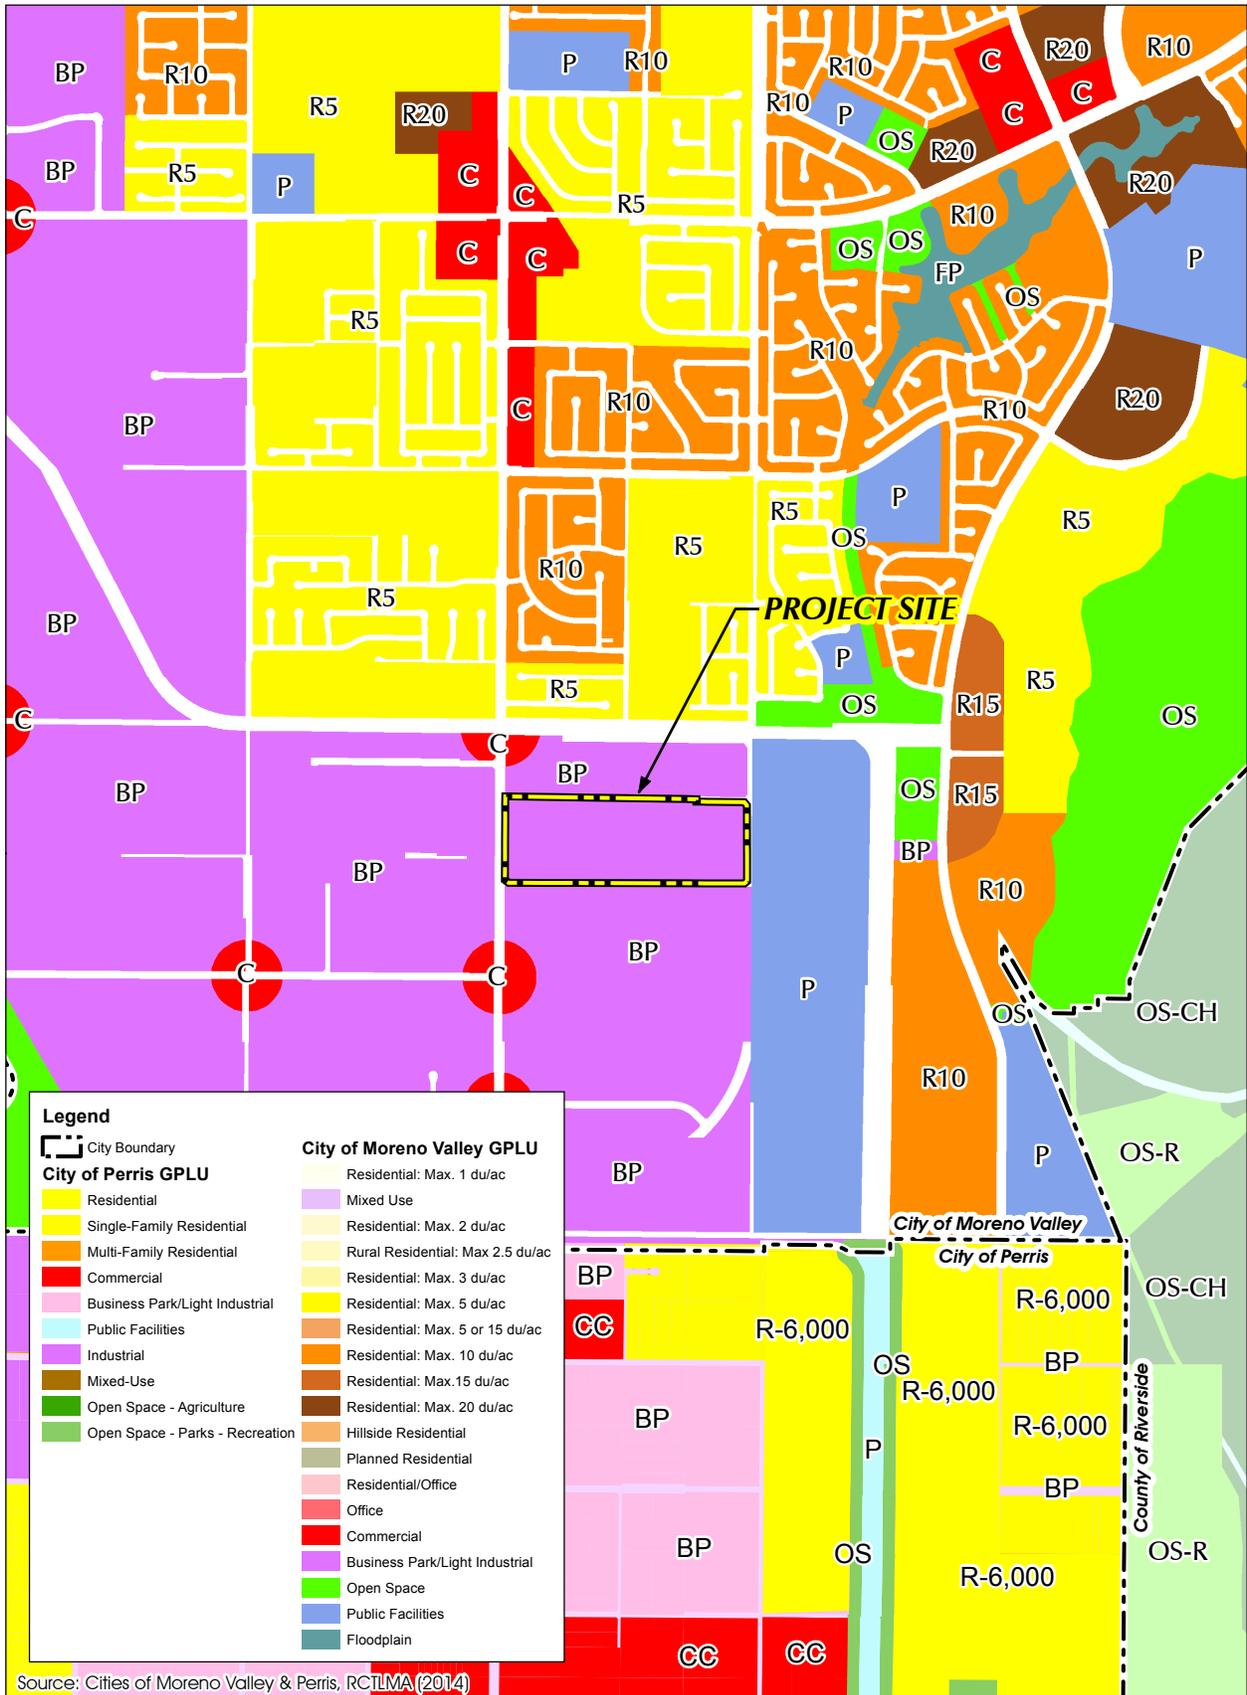 BP
R10
R5
P
R10
R20
C
R10
C
R20
R10
C
C
R10
P
OS
R20
BP
R5
P
C
C
R5
R20
C
R10
OS
OS
C
C
FP
P
R5
OS
R10
C
R10
R10
R20
BP
R5
P
R5
R5
OS
R10
R5
BP
PROJECT SITE
P
R5
R5
C
OS
R15
OS
C
BP
BP
OS
R15
BP
BP
R10
BP
C
C
P
OS
OS-CH
R10
P
OS-R
BP
City of Moreno Valley
City of Perris
BP
OS-CH
R-6,000
CC
R-6,000
BP
OS
R-6,000
R-6,000
BP
P
BP
County of Riverside
BP
OS
OS-R
R-6,000
CC
CC
Legend
City Boundary
City of Perris GPLU
Residential
Single-Family Residential
Multi-Family Residential
Commercial
Business Park/Light Industrial
Public Facilities
Industrial
Mixed-Use
Open Space - Agriculture
Open Space - Parks - Recreation
City of Moreno Valley GPLU
Residential: Max. 1 du/ac
Mixed Use
Residential: Max. 2 du/ac
Rural Residential: Max 2.5 du/ac
Residential: Max. 3 du/ac
Residential: Max. 5 du/ac
Residential: Max. 5 or 15 du/ac
Residential: Max. 10 du/ac
Residential: Max.15 du/ac
Residential: Max. 20 du/ac
Hillside Residential
Planned Residential
Residential/Office
Office
Commercial
Business Park/Light Industrial
Open Space
Public Facilities
Floodplain
Source: Cities of Moreno Valley & Perris, RCTLMA (2014)